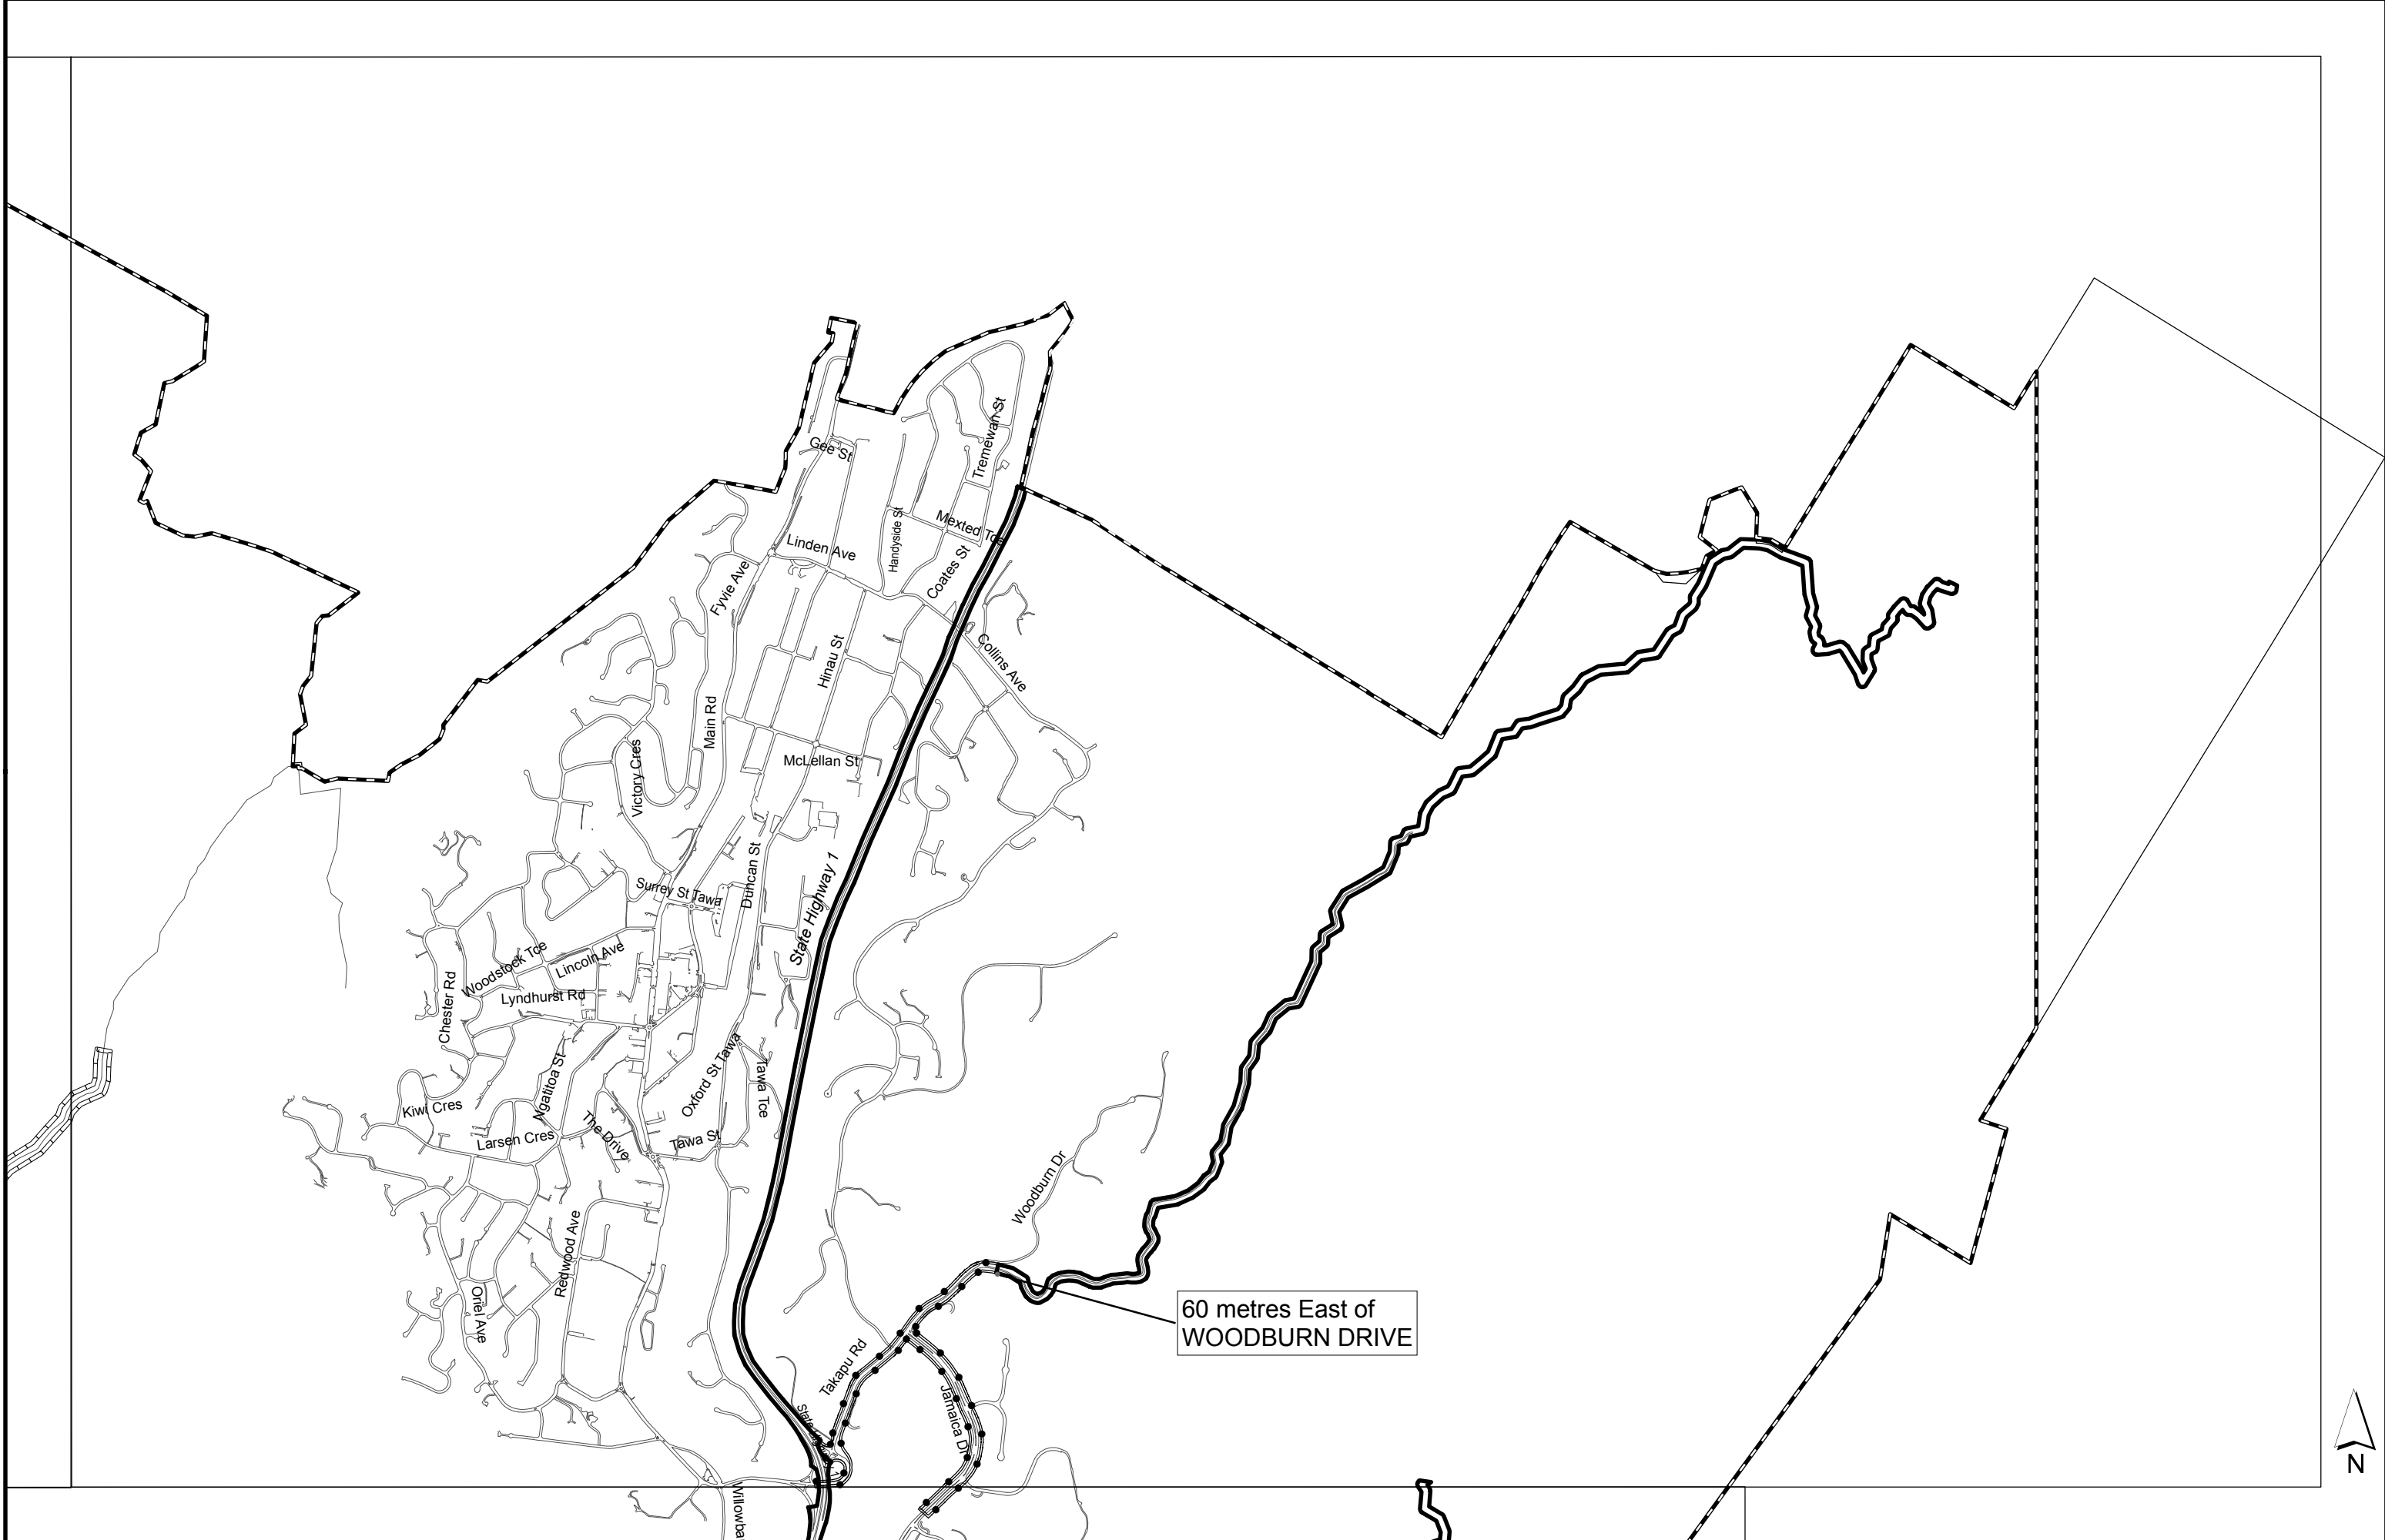 Tremewan St
Gee St
Mexted Tce
Handyside St
Linden Ave
Coates St
Fyvie Ave
Collins Ave
Hinau St
Main Rd
McLellan St
Victory Cres
Duncan St
Surrey St Tawa
State Highway 1
Woodstock Tce
Lincoln Ave
Lyndhurst Rd
Chester Rd
Oxford St Tawa
Tawa Tce
Ngatitoa St
Kiwi Cres
The Drive
Larsen Cres
Tawa St
Woodburn Dr
Redwood Ave
Oriel Ave
60 metres East of
WOODBURN DRIVE
Takapu Rd
Jamaica Dr
N